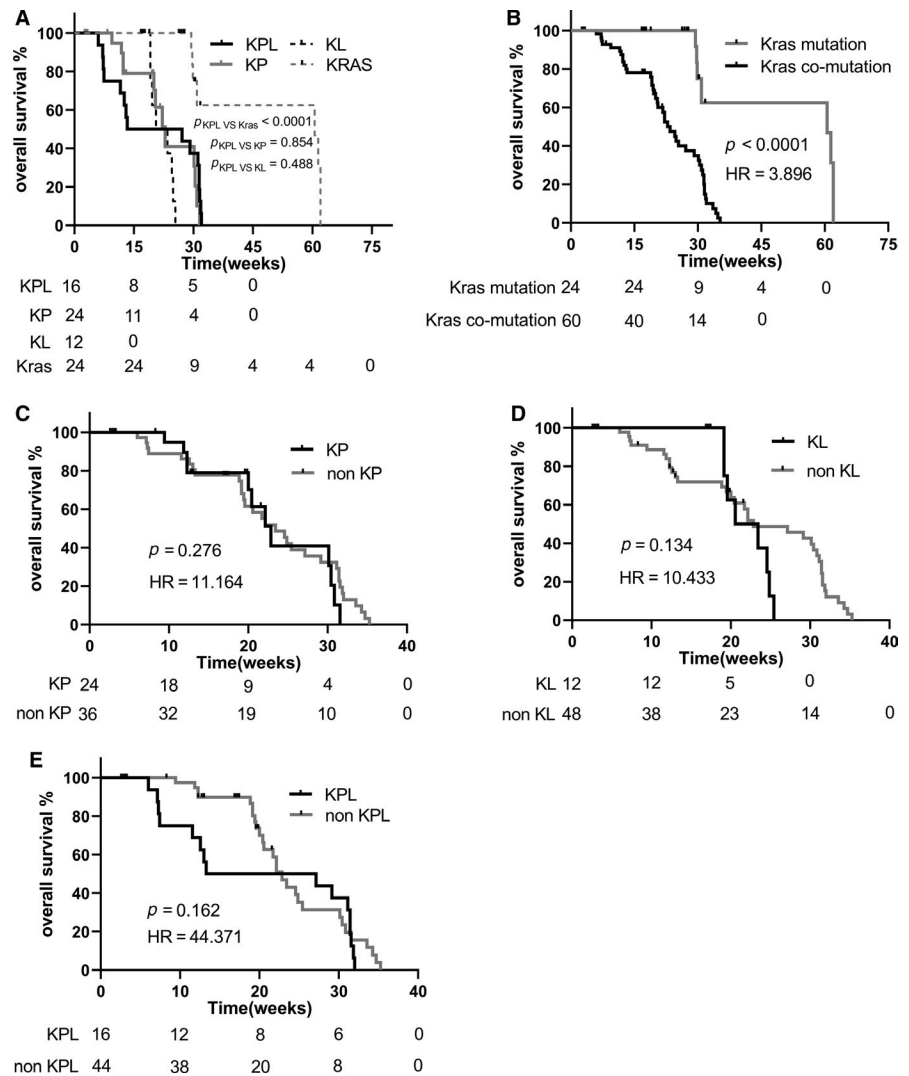 A
overall survival %
100
80
60
40
20
0
KPL
KP
KL
KRAS
pKPL VS Kras < 0.0001
pKPL VS KP = 0.854
pKPL VS KL = 0.488
0 15 30 45 60 75
Time(weeks)
KPL 16 8 5 0
KP 24 11 4 0
KL 12 0
Kras 24 24 9 4 4 0
B
overall survival %
100
80
60
40
20
0
Kras mutation
Kras co-mutation
p < 0.0001
HR = 3.896
0 15 30 45 60 75
Time(weeks)
Kras mutation 24 24 9 4 0
Kras co-mutation 60 40 14 0
C
overall survival %
100
80
60
40
20
0
KP
non KP
p = 0.276
HR = 11.164
0 10 20 30 40
Time(weeks)
KP 24 18 9 4 0
non KP 36 32 19 10 0
D
overall survival %
100
80
60
40
20
0
KL
non KL
p = 0.134
HR = 10.433
0 10 20 30 40
Time(weeks)
KL 12 12 5 0
non KL 48 38 23 14 0
E
overall survival %
100
80
60
40
20
0
KPL
non KPL
p = 0.162
HR = 44.371
0 10 20 30 40
Time(weeks)
KPL 16 12 8 6 0
non KPL 44 38 20 8 0